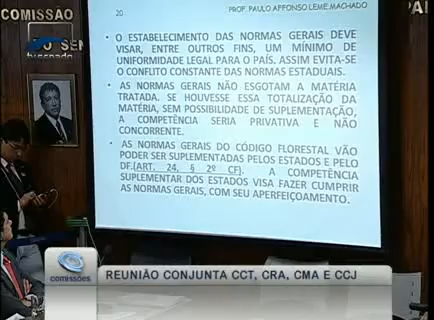 COMISSÃO
PROF. PAULO AFFONSO LEME MACHADO
20
O ESTABELECIMENTO DAS NORMAS GERAIS DEVE
VISAR, ENTRE OUTROS FINS, UM MÍNIMO DE
UNIFORMIDADE LEGAL PARA O PAÍS. ASSIM EVITA-SE
O CONFLITO CONSTANTE DAS NORMAS ESTADUAIS.
AS NORMAS GERAIS NÃO ESGOTAM A MATÉRIA
TRATADA. SE HOUVESSE ESSA TOTALIZAÇÃO DA
MATÉRIA, SEM POSSIBILIDADE DE SUPLEMENTAÇÃO,
A COMPETÊNCIA SERIA PRIVATIVA E NÃO
CONCORRENTE.
AS NORMAS GERAIS DO CÓDIGO FLORESTAL VÃO
PODER SER SUPLEMENTADAS PELOS ESTADOS E PELO
DF.(ART. 24, § 2º CF). A COMPETÊNCIA
SUPLEMENTAR DOS ESTADOS VISA FAZER CUMPRIR
AS NORMAS GERAIS, COM SEU APERFEIÇOAMENTO.
comissões
REUNIÃO CONJUNTA CCT, CRA, CMA E CCJ